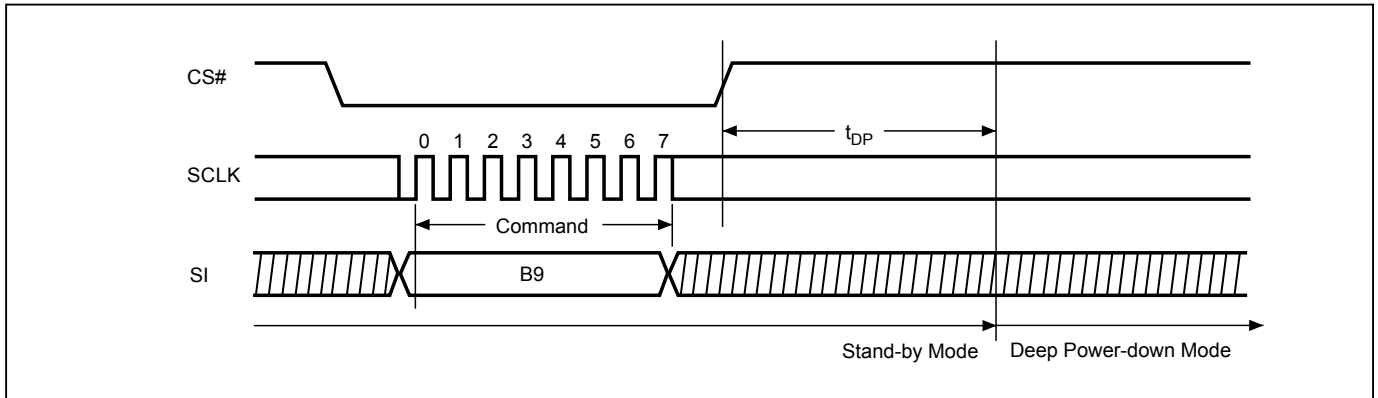 CS#
t_DP
0 1 2 3 4 5 6 7
SCLK
Command
SI
B9
Stand-by Mode
Deep Power-down Mode